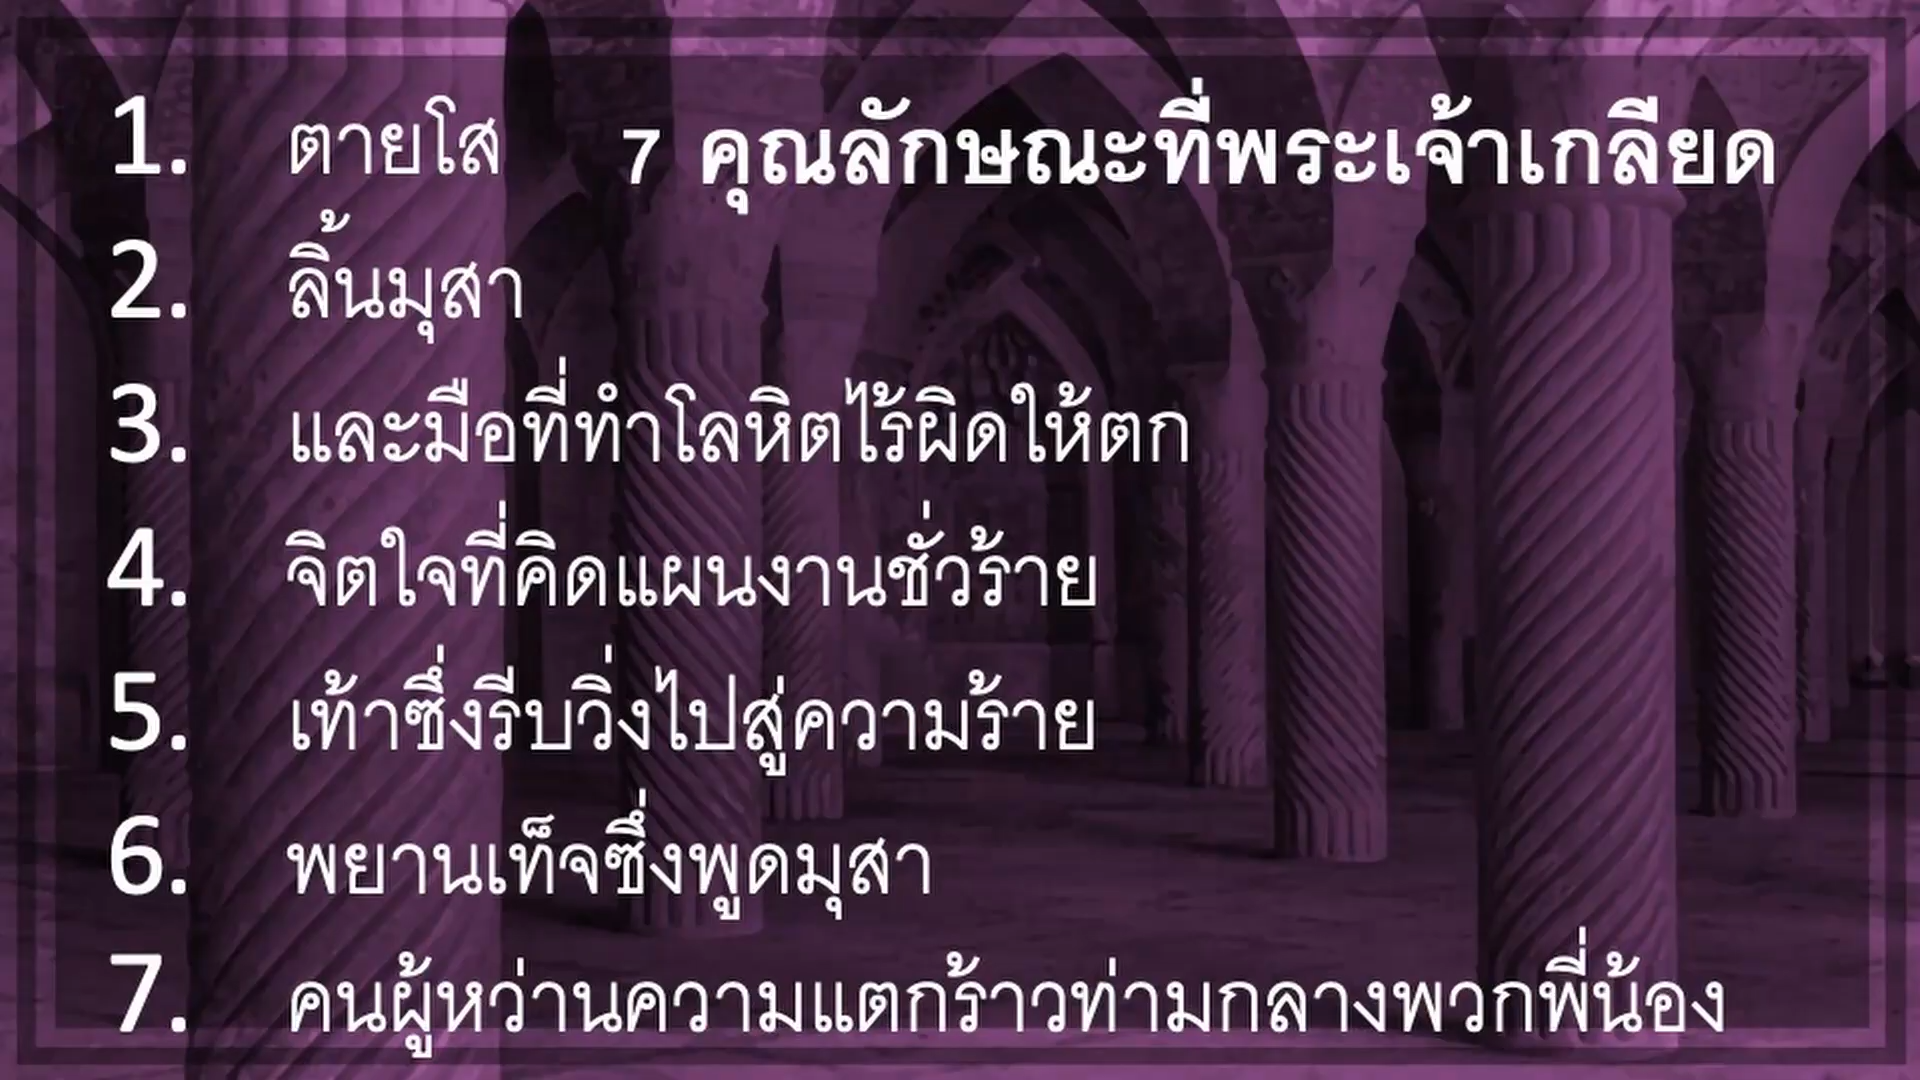 7 คุณลักษณะที่พระเจ้าเกลียด
1. ตายโส
2. ลิ้นมุสา
3. และมือที่ทำโลหิตไร้ผิดให้ตก
4. จิตใจที่คิดแผนงานชั่วร้าย
5. เท้าซึ่งรีบวิ่งไปสู่ความร้าย
6. พยานเท็จซึ่งพูดมุสา
7. คนผู้หว่านความแตกร้าวท่ามกลางพวกพี่น้อง